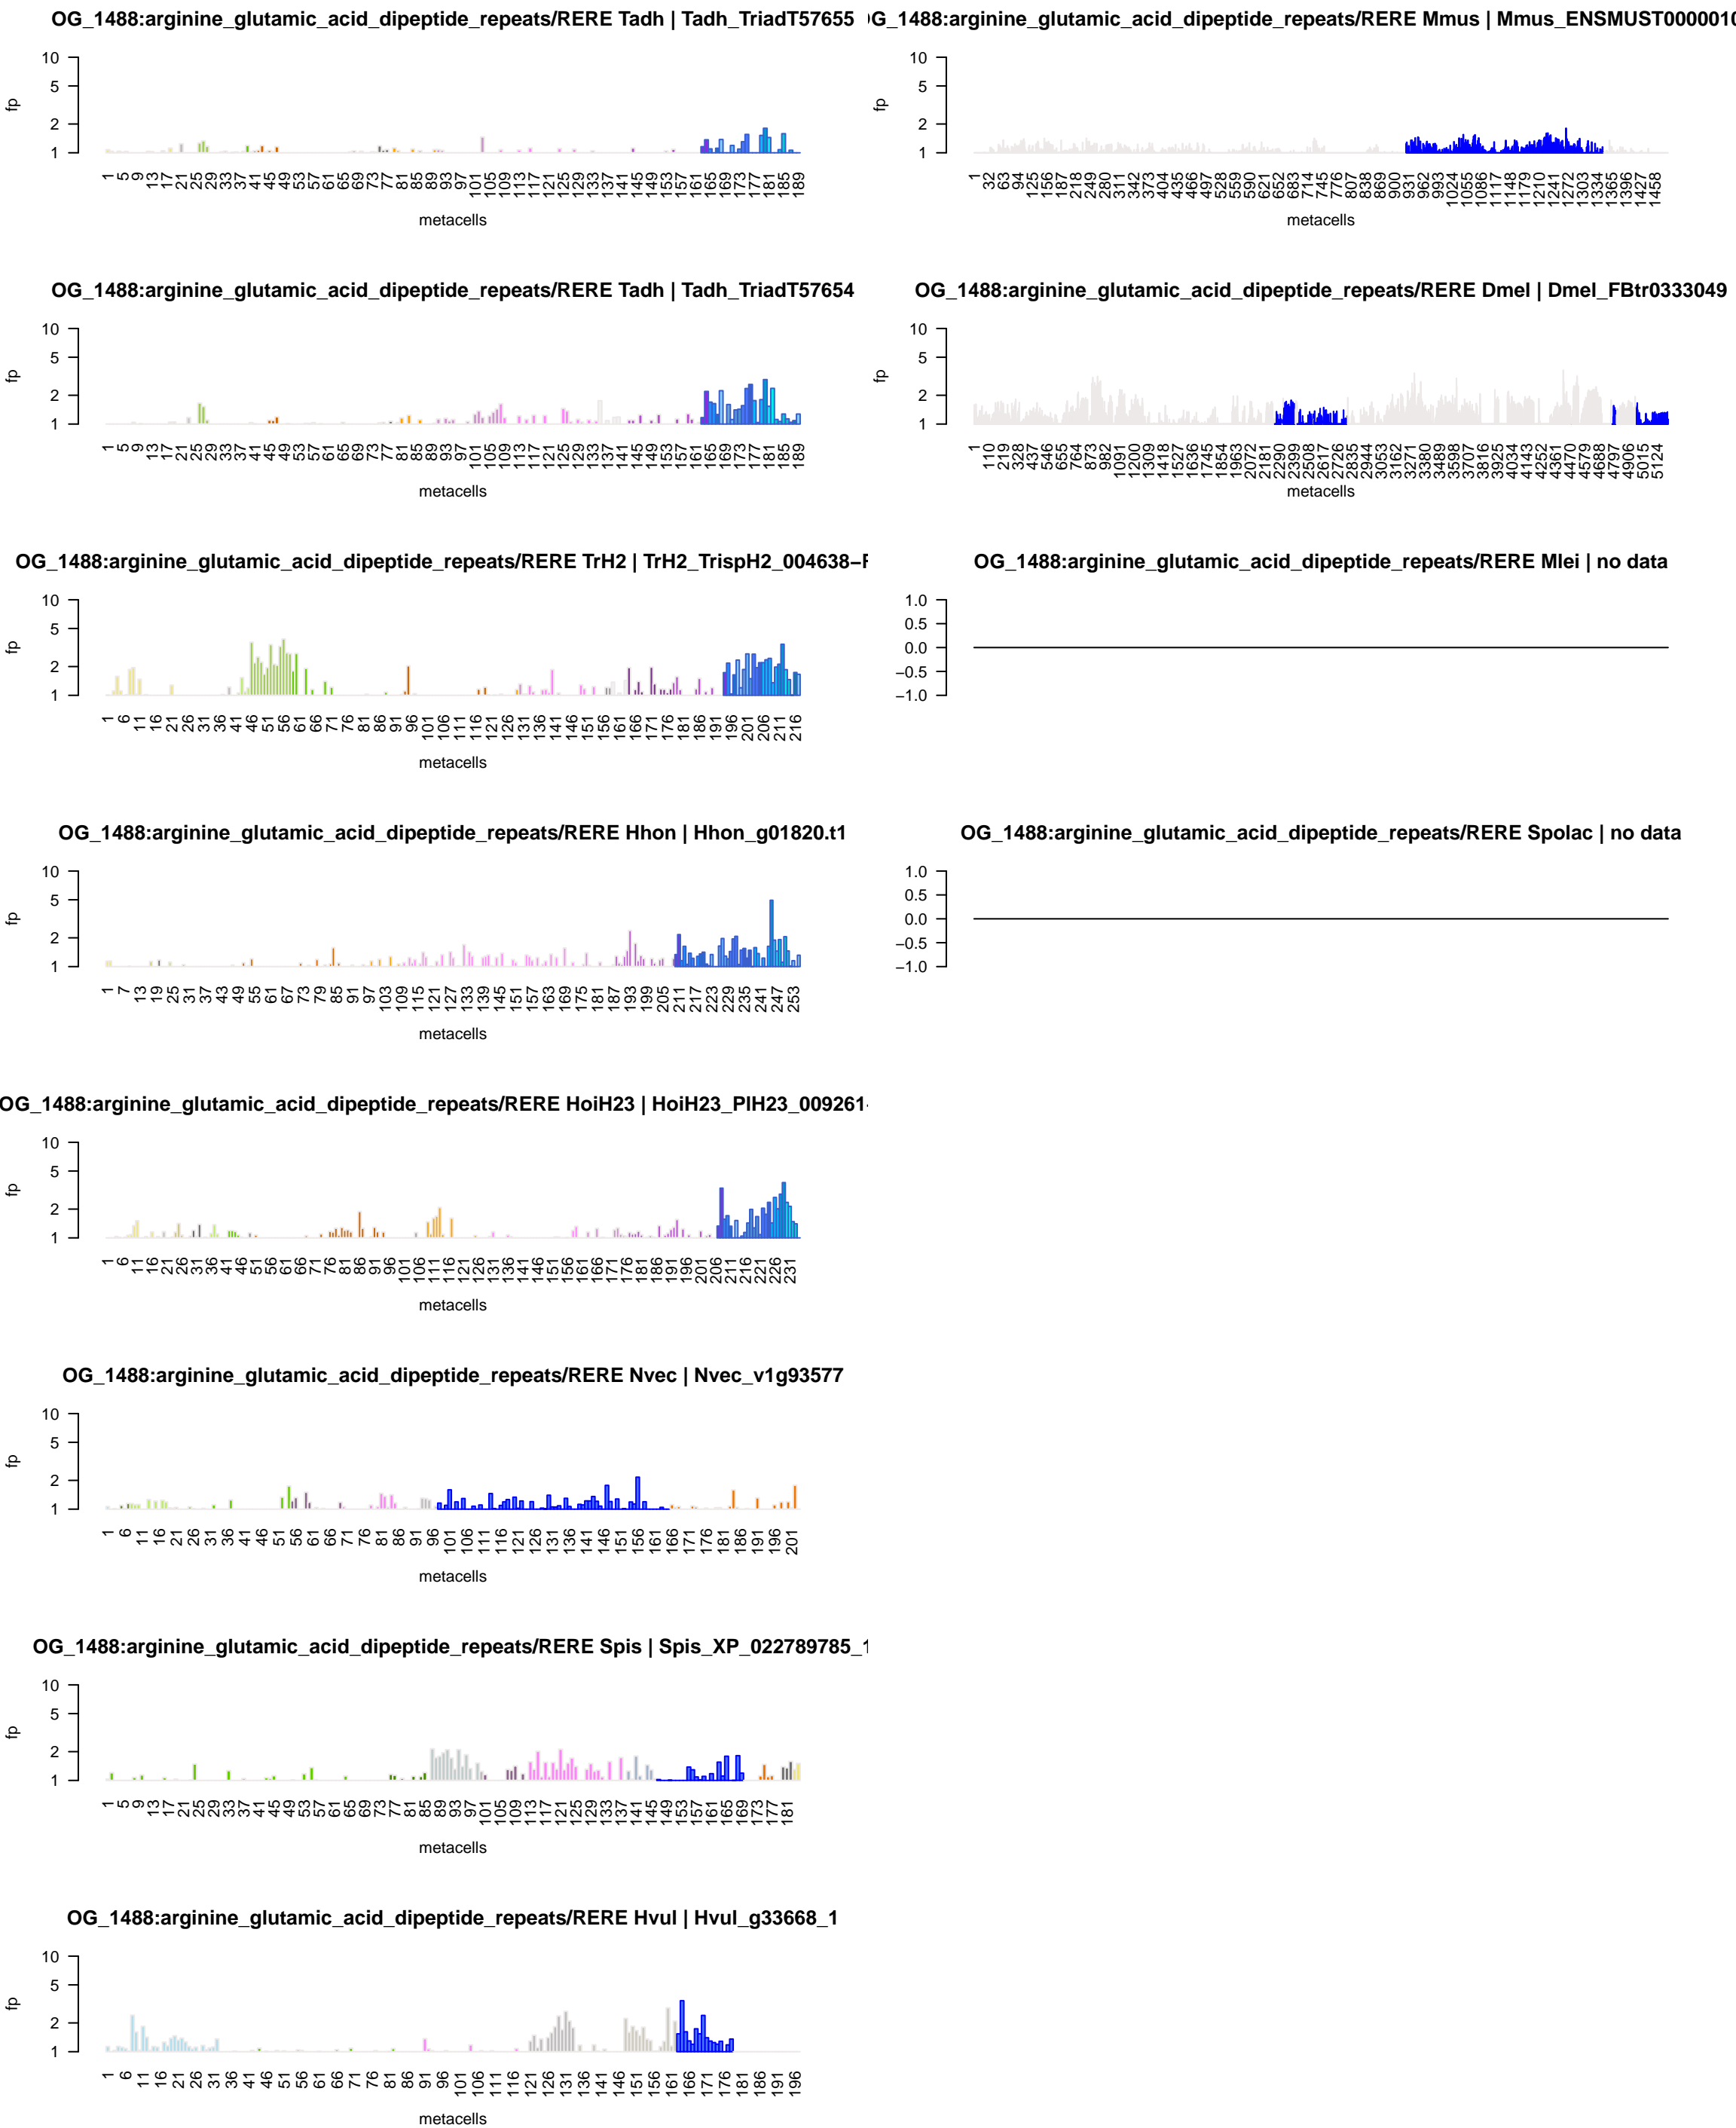 OG_1488:arginine_glutamic_acid_dipeptide_repeats/RERE Tadh | Tadh_TriadT57655
10
5
2
1
fp
1 5 9 13 17 21 25 29 33 37 41 45 49 53 57 61 65 69 73 77 81 85 89 93 97 101 105 109 113 117 121 125 129 133 137 141 145 149 153 157 161 165 169 173 177 181 185 189
metacells
OG_1488:arginine_glutamic_acid_dipeptide_repeats/RERE Mmus | Mmus_ENSMUST0000010
10
5
2
1
fp
1 32 63 94 125 156 187 218 249 280 311 342 373 404 435 466 497 528 559 590 621 652 683 714 745 776 807 838 869 900 931 962 993 1024 1055 1086 1117 1148 1179 1210 1241 1272 1303 1334 1365 1396 1427 1458
metacells
OG_1488:arginine_glutamic_acid_dipeptide_repeats/RERE Tadh | Tadh_TriadT57654
10
5
2
1
fp
1 5 9 13 17 21 25 29 33 37 41 45 49 53 57 61 65 69 73 77 81 85 89 93 97 101 105 109 113 117 121 125 129 133 137 141 145 149 153 157 161 165 169 173 177 181 185 189
metacells
OG_1488:arginine_glutamic_acid_dipeptide_repeats/RERE Dmel | Dmel_FBtr0333049
10
5
2
1
fp
1 110 219 328 437 546 655 764 873 982 1091 1200 1309 1418 1527 1636 1745 1854 1963 2072 2181 2290 2399 2508 2617 2726 2835 2944 3053 3162 3271 3380 3489 3598 3707 3816 3925 4034 4143 4252 4361 4470 4579 4688 4797 4906 5015 5124
metacells
OG_1488:arginine_glutamic_acid_dipeptide_repeats/RERE TrH2 | TrH2_TrispH2_004638−
10
5
2
1
fp
1 6 11 16 21 26 31 36 41 46 51 56 61 66 71 76 81 86 91 96 101 106 111 116 121 126 131 136 141 146 151 156 161 166 171 176 181 186 191 196 201 206 211 216
metacells
OG_1488:arginine_glutamic_acid_dipeptide_repeats/RERE Mlei | no data
1.0
0.5
0.0
−0.5
−1.0
OG_1488:arginine_glutamic_acid_dipeptide_repeats/RERE Hhon | Hhon_g01820.t1
10
5
2
1
fp
1 7 13 19 25 31 37 43 49 55 61 67 73 79 85 91 97 103 109 115 121 127 133 139 145 151 157 163 169 175 181 187 193 199 205 211 217 223 229 235 241 247 253
metacells
OG_1488:arginine_glutamic_acid_dipeptide_repeats/RERE Spolac | no data
1.0
0.5
0.0
−0.5
−1.0
OG_1488:arginine_glutamic_acid_dipeptide_repeats/RERE HoiH23 | HoiH23_PlH23_009261
10
5
2
1
fp
1 6 11 16 21 26 31 36 41 46 51 56 61 66 71 76 81 86 91 96 101 106 111 116 121 126 131 136 141 146 151 156 161 166 171 176 181 186 191 196 201 206 211 216 221 226 231
metacells
OG_1488:arginine_glutamic_acid_dipeptide_repeats/RERE Nvec | Nvec_v1g93577
10
5
2
1
fp
1 6 11 16 21 26 31 36 41 46 51 56 61 66 71 76 81 86 91 96 101 106 111 116 121 126 131 136 141 146 151 156 161 166 171 176 181 186 191 196 201
metacells
OG_1488:arginine_glutamic_acid_dipeptide_repeats/RERE Spis | Spis_XP_022789785_1
10
5
2
1
fp
1 5 9 13 17 21 25 29 33 37 41 45 49 53 57 61 65 69 73 77 81 85 89 93 97 101 105 109 113 117 121 125 129 133 137 141 145 149 153 157 161 165 169 173 177 181
metacells
OG_1488:arginine_glutamic_acid_dipeptide_repeats/RERE Hvul | Hvul_g33668_1
10
5
2
1
fp
1 6 11 16 21 26 31 36 41 46 51 56 61 66 71 76 81 86 91 96 101 106 111 116 121 126 131 136 141 146 151 156 161 166 171 176 181 186 191 196
metacells